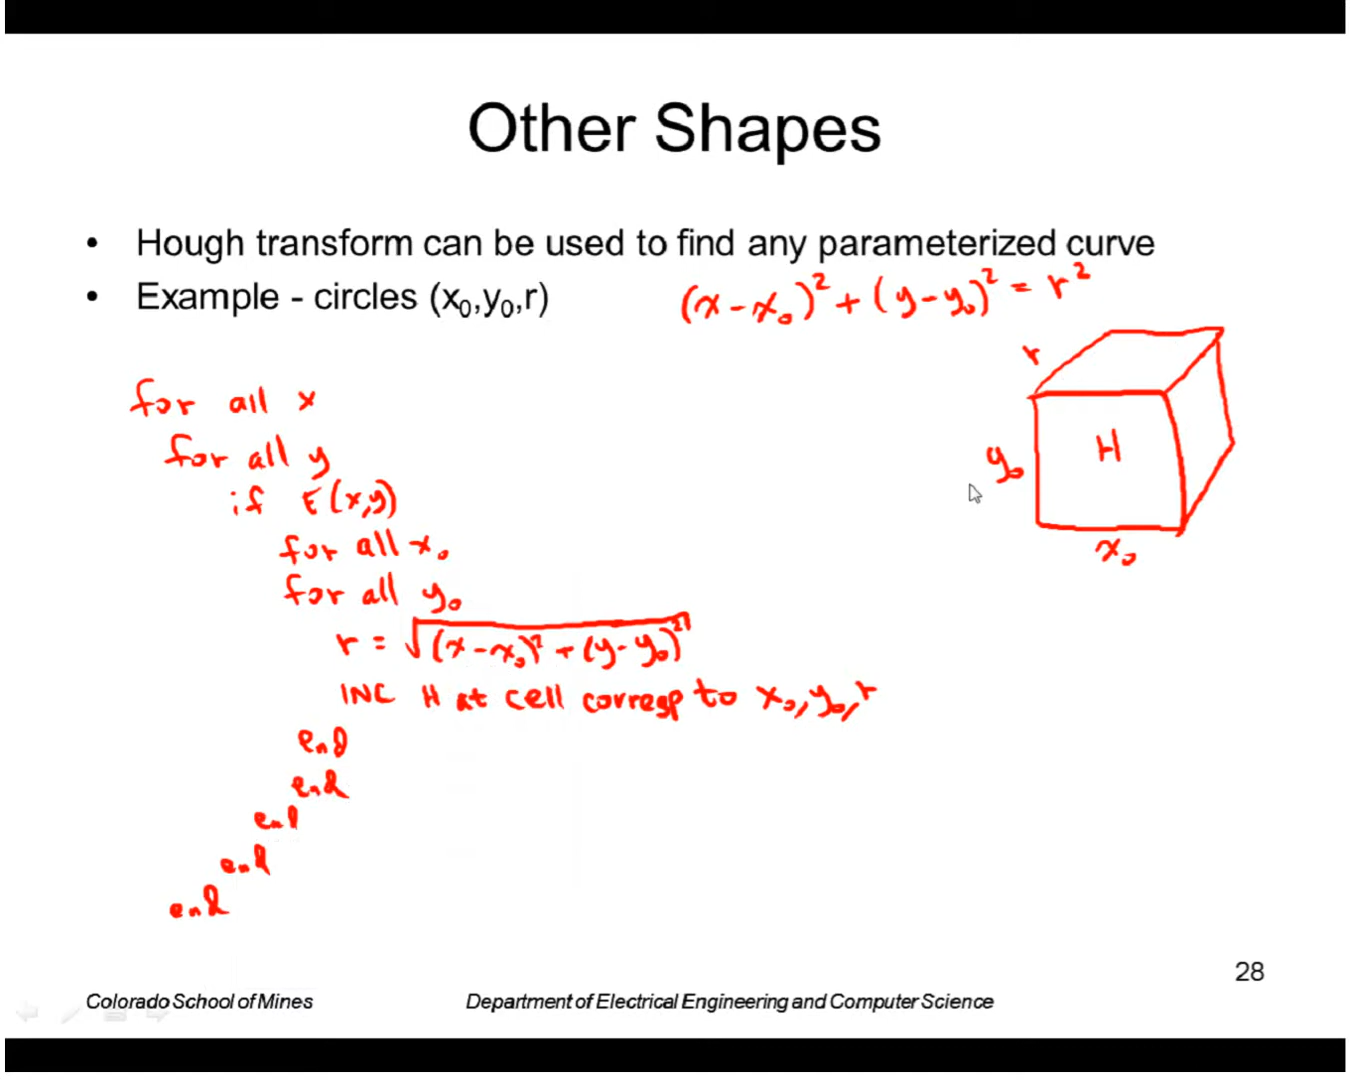 Other Shapes
• Hough transform can be used to find any parameterized curve
• Example - circles (x₀,y₀,r) (x-x₀)² + (y-y₀)² = r²
r
for all x
for all y
H
y₀
if E(x,y)
for all x₀
x₀
for all y₀
r = √(x-x₀)² + (y-y₀)²
INC H at cell corresp to x₀, y₀, r
end
end
end
end
end
28
Colorado School of Mines Department of Electrical Engineering and Computer Science